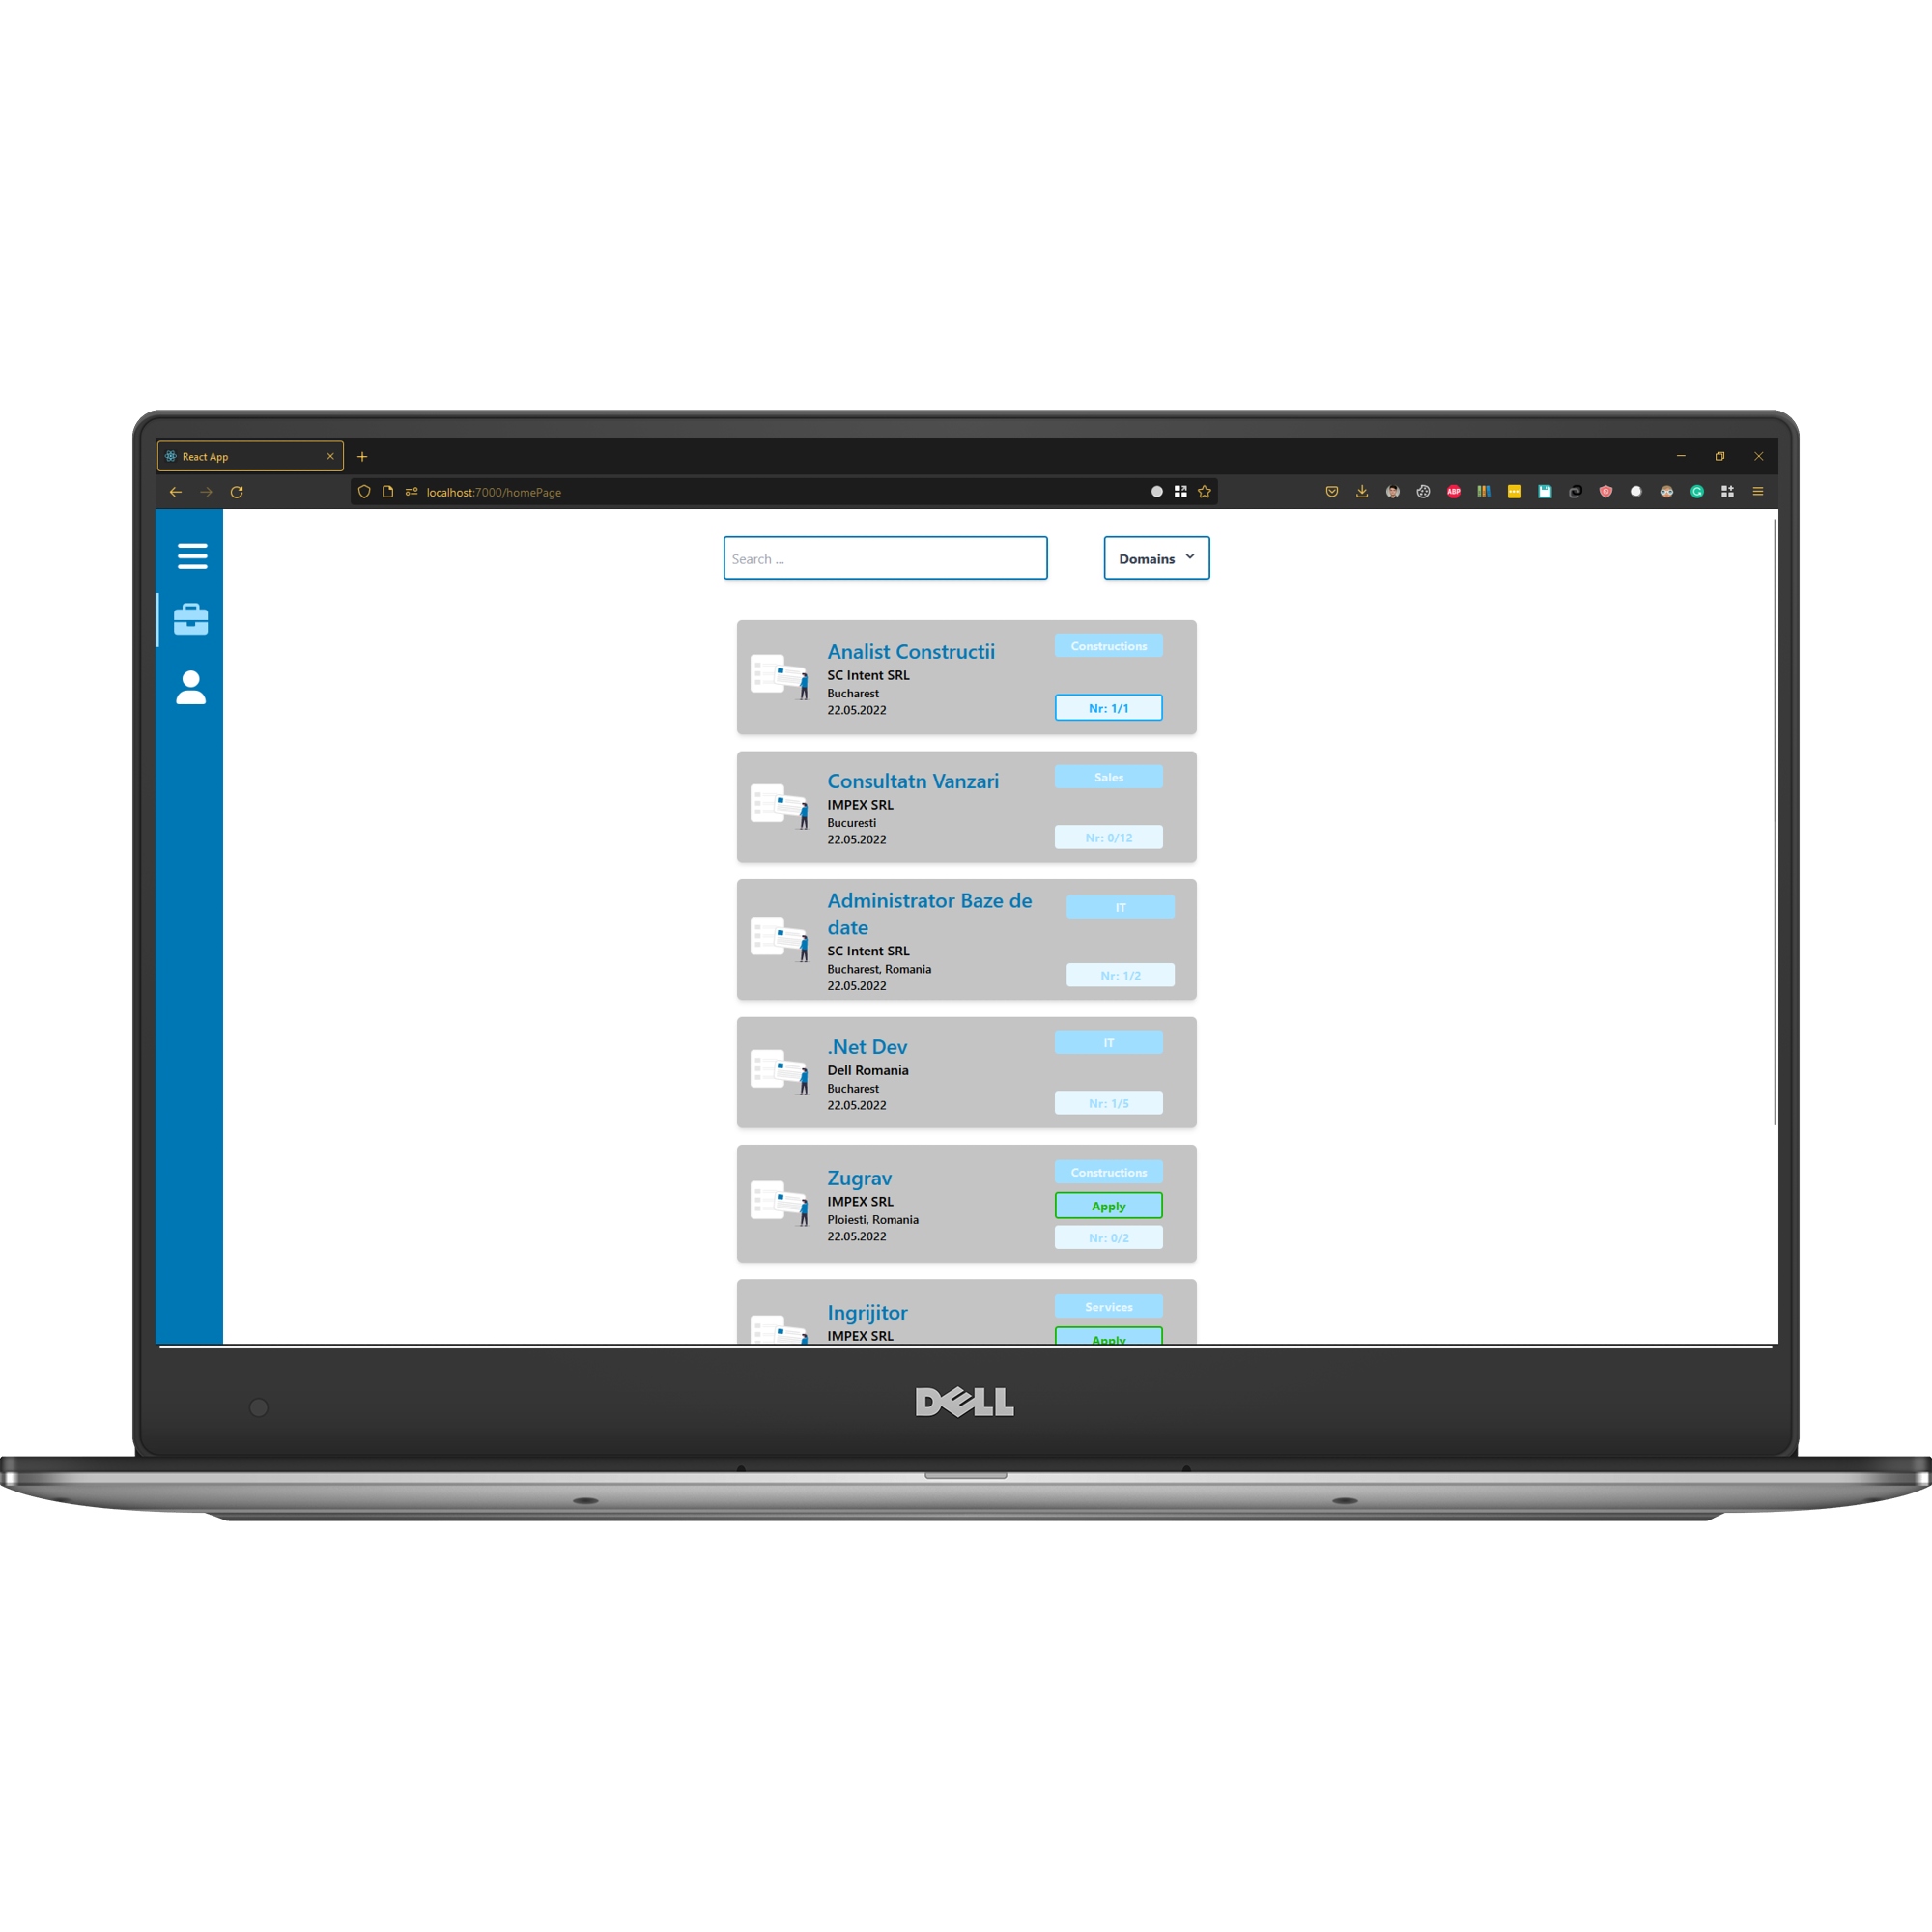 React App
localhost:7000/homePage
ABP
Search ...
Domains
Analist Constructii
SC Intent SRL
Bucharest
22.05.2022
Constructions
Nr: 1/1
Consultatn Vanzari
IMPEX SRL
Bucuresti
22.05.2022
Sales
Nr: 0/12
Administrator Baze de
date
SC Intent SRL
Bucharest, Romania
22.05.2022
IT
Nr: 1/2
.Net Dev
Dell Romania
Bucharest
22.05.2022
IT
Nr: 1/5
Zugrav
IMPEX SRL
Ploiesti, Romania
22.05.2022
Constructions
Apply
Nr: 0/2
Ingrijitor
IMPEX SRL
Services
Apply
DELL